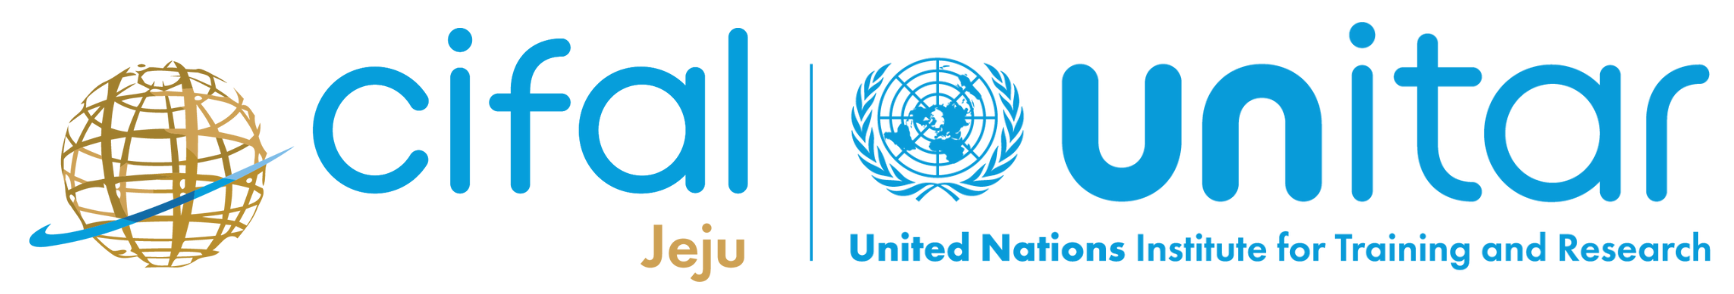 cifal
Jeju
unitar
United Nations Institute for Training and Research